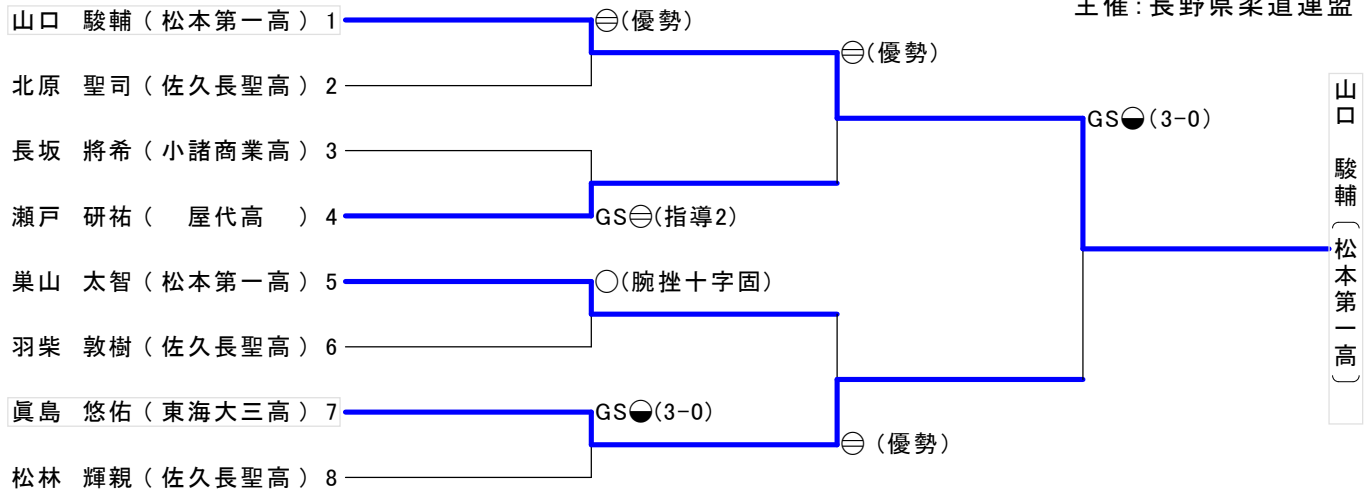 主催:長野県柔道連盟
山口 駿輔 ( 松本第一高 ) 1
(優勢)
北原 聖司 ( 佐久長聖高 ) 2
(優勢)
長坂 將希 ( 小諸商業高 ) 3
GS (3-0)
瀬戸 研祐 ( 屋代高 ) 4
GS (指導2)
巣山 太智 ( 松本第一高 ) 5
○(腕挫十字固)
羽柴 敦樹 ( 佐久長聖高 ) 6
眞島 悠佑 ( 東海大三高 ) 7
GS (3-0)
(優勢)
松林 輝親 ( 佐久長聖高 ) 8
山口 駿輔 (松本第一高)